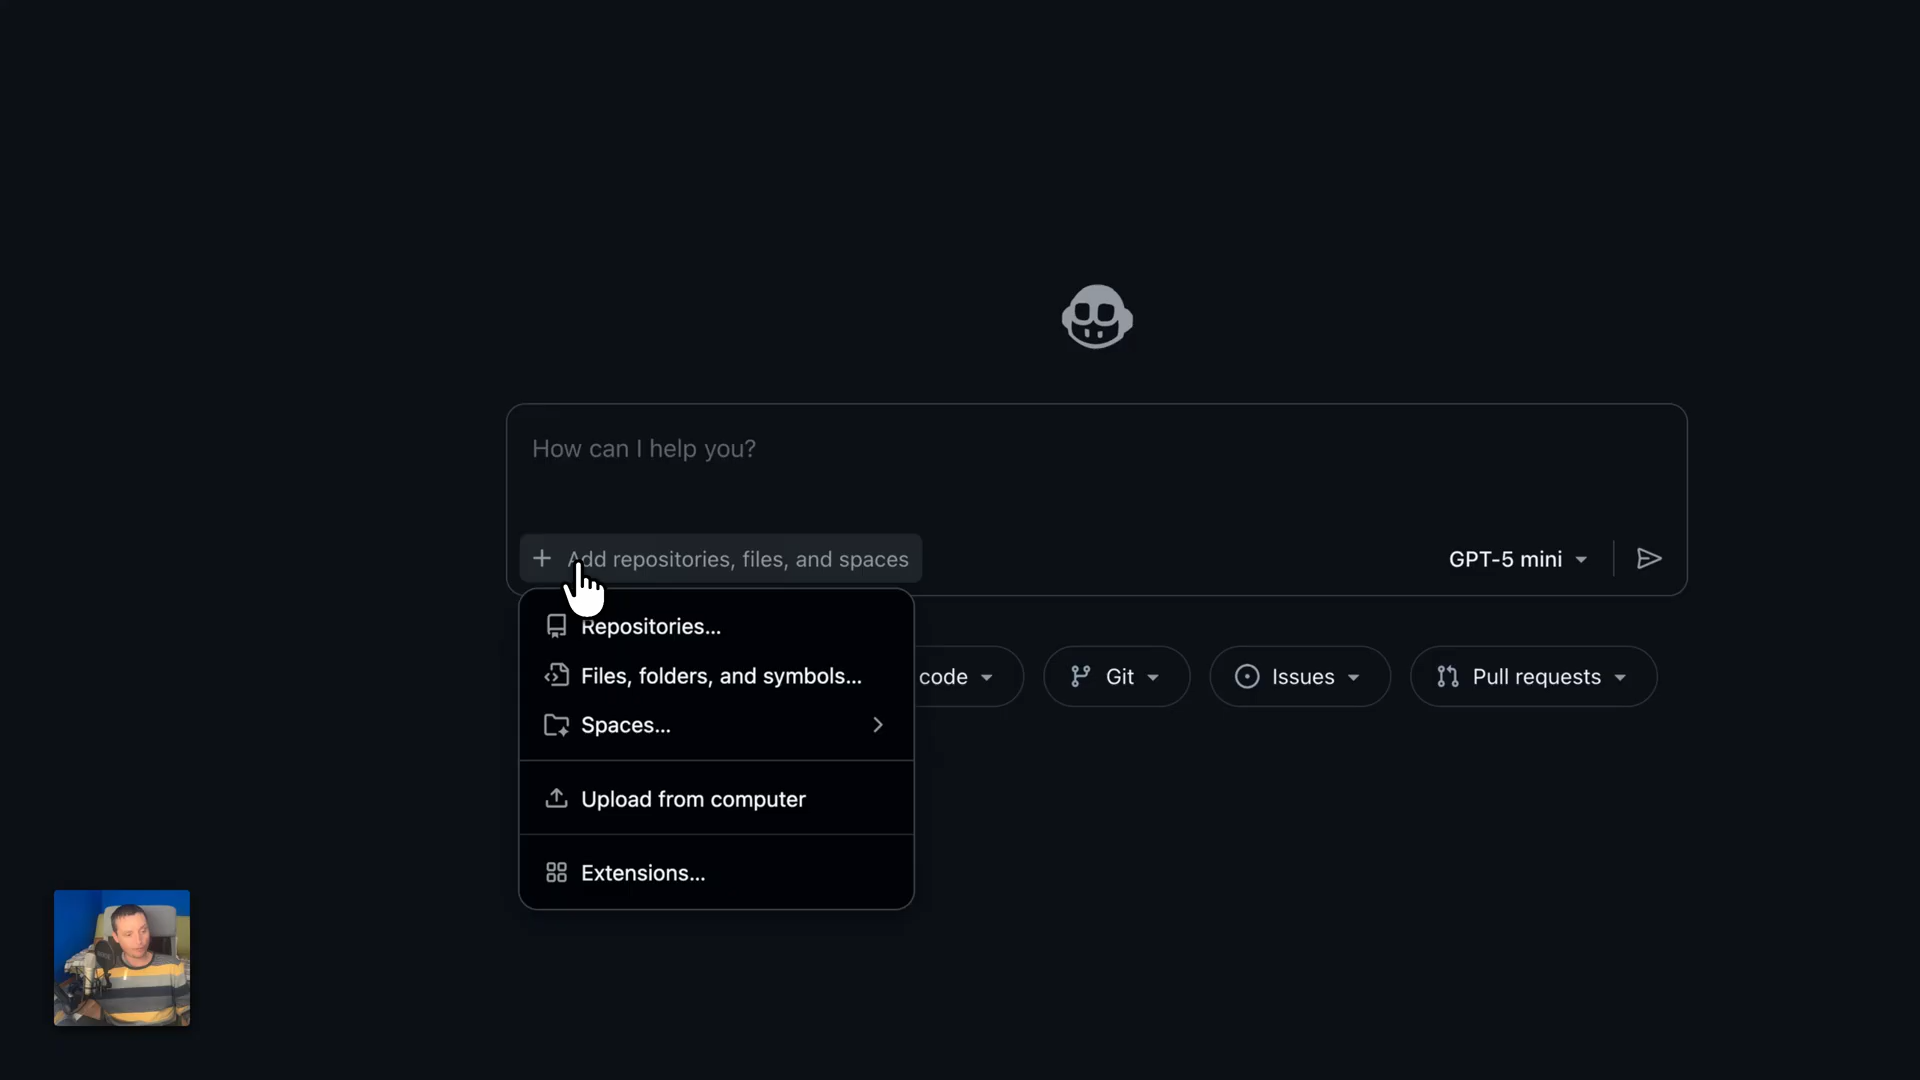 How can I help you?
Add repositories, files, and spaces
GPT-5 mini
Repositories...
Files, folders, and symbols...
Spaces...
Upload from computer
Extensions...
code
Git
Issues
Pull requests